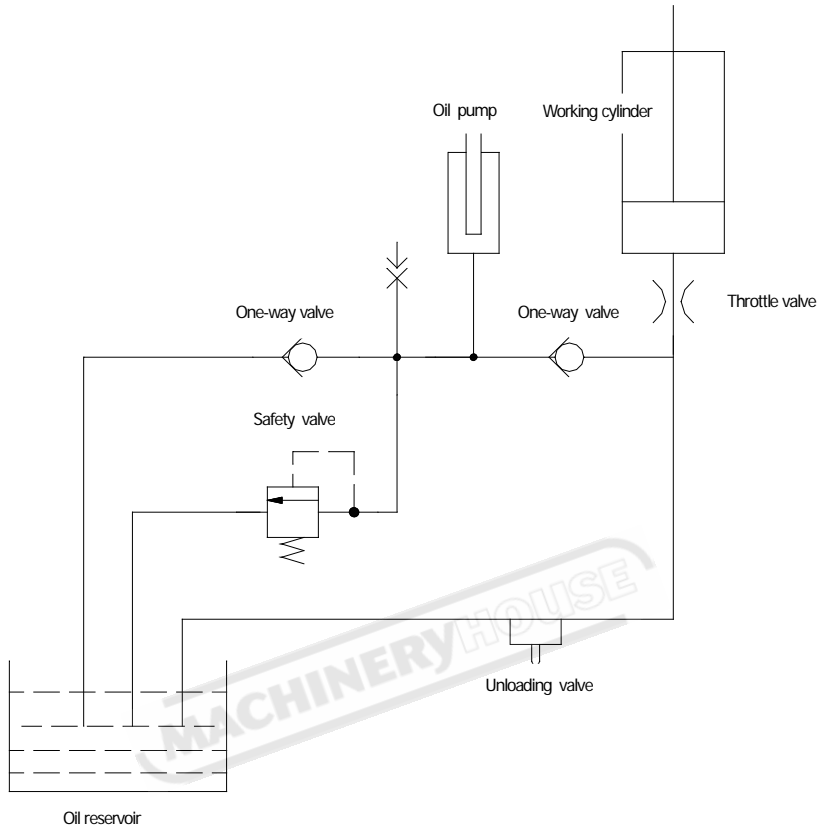 Oil pump
Working cylinder
Throttle valve
One-way valve
One-way valve
Safety valve
MACHINERYHOUSE
Unloading valve
Oil reservoir